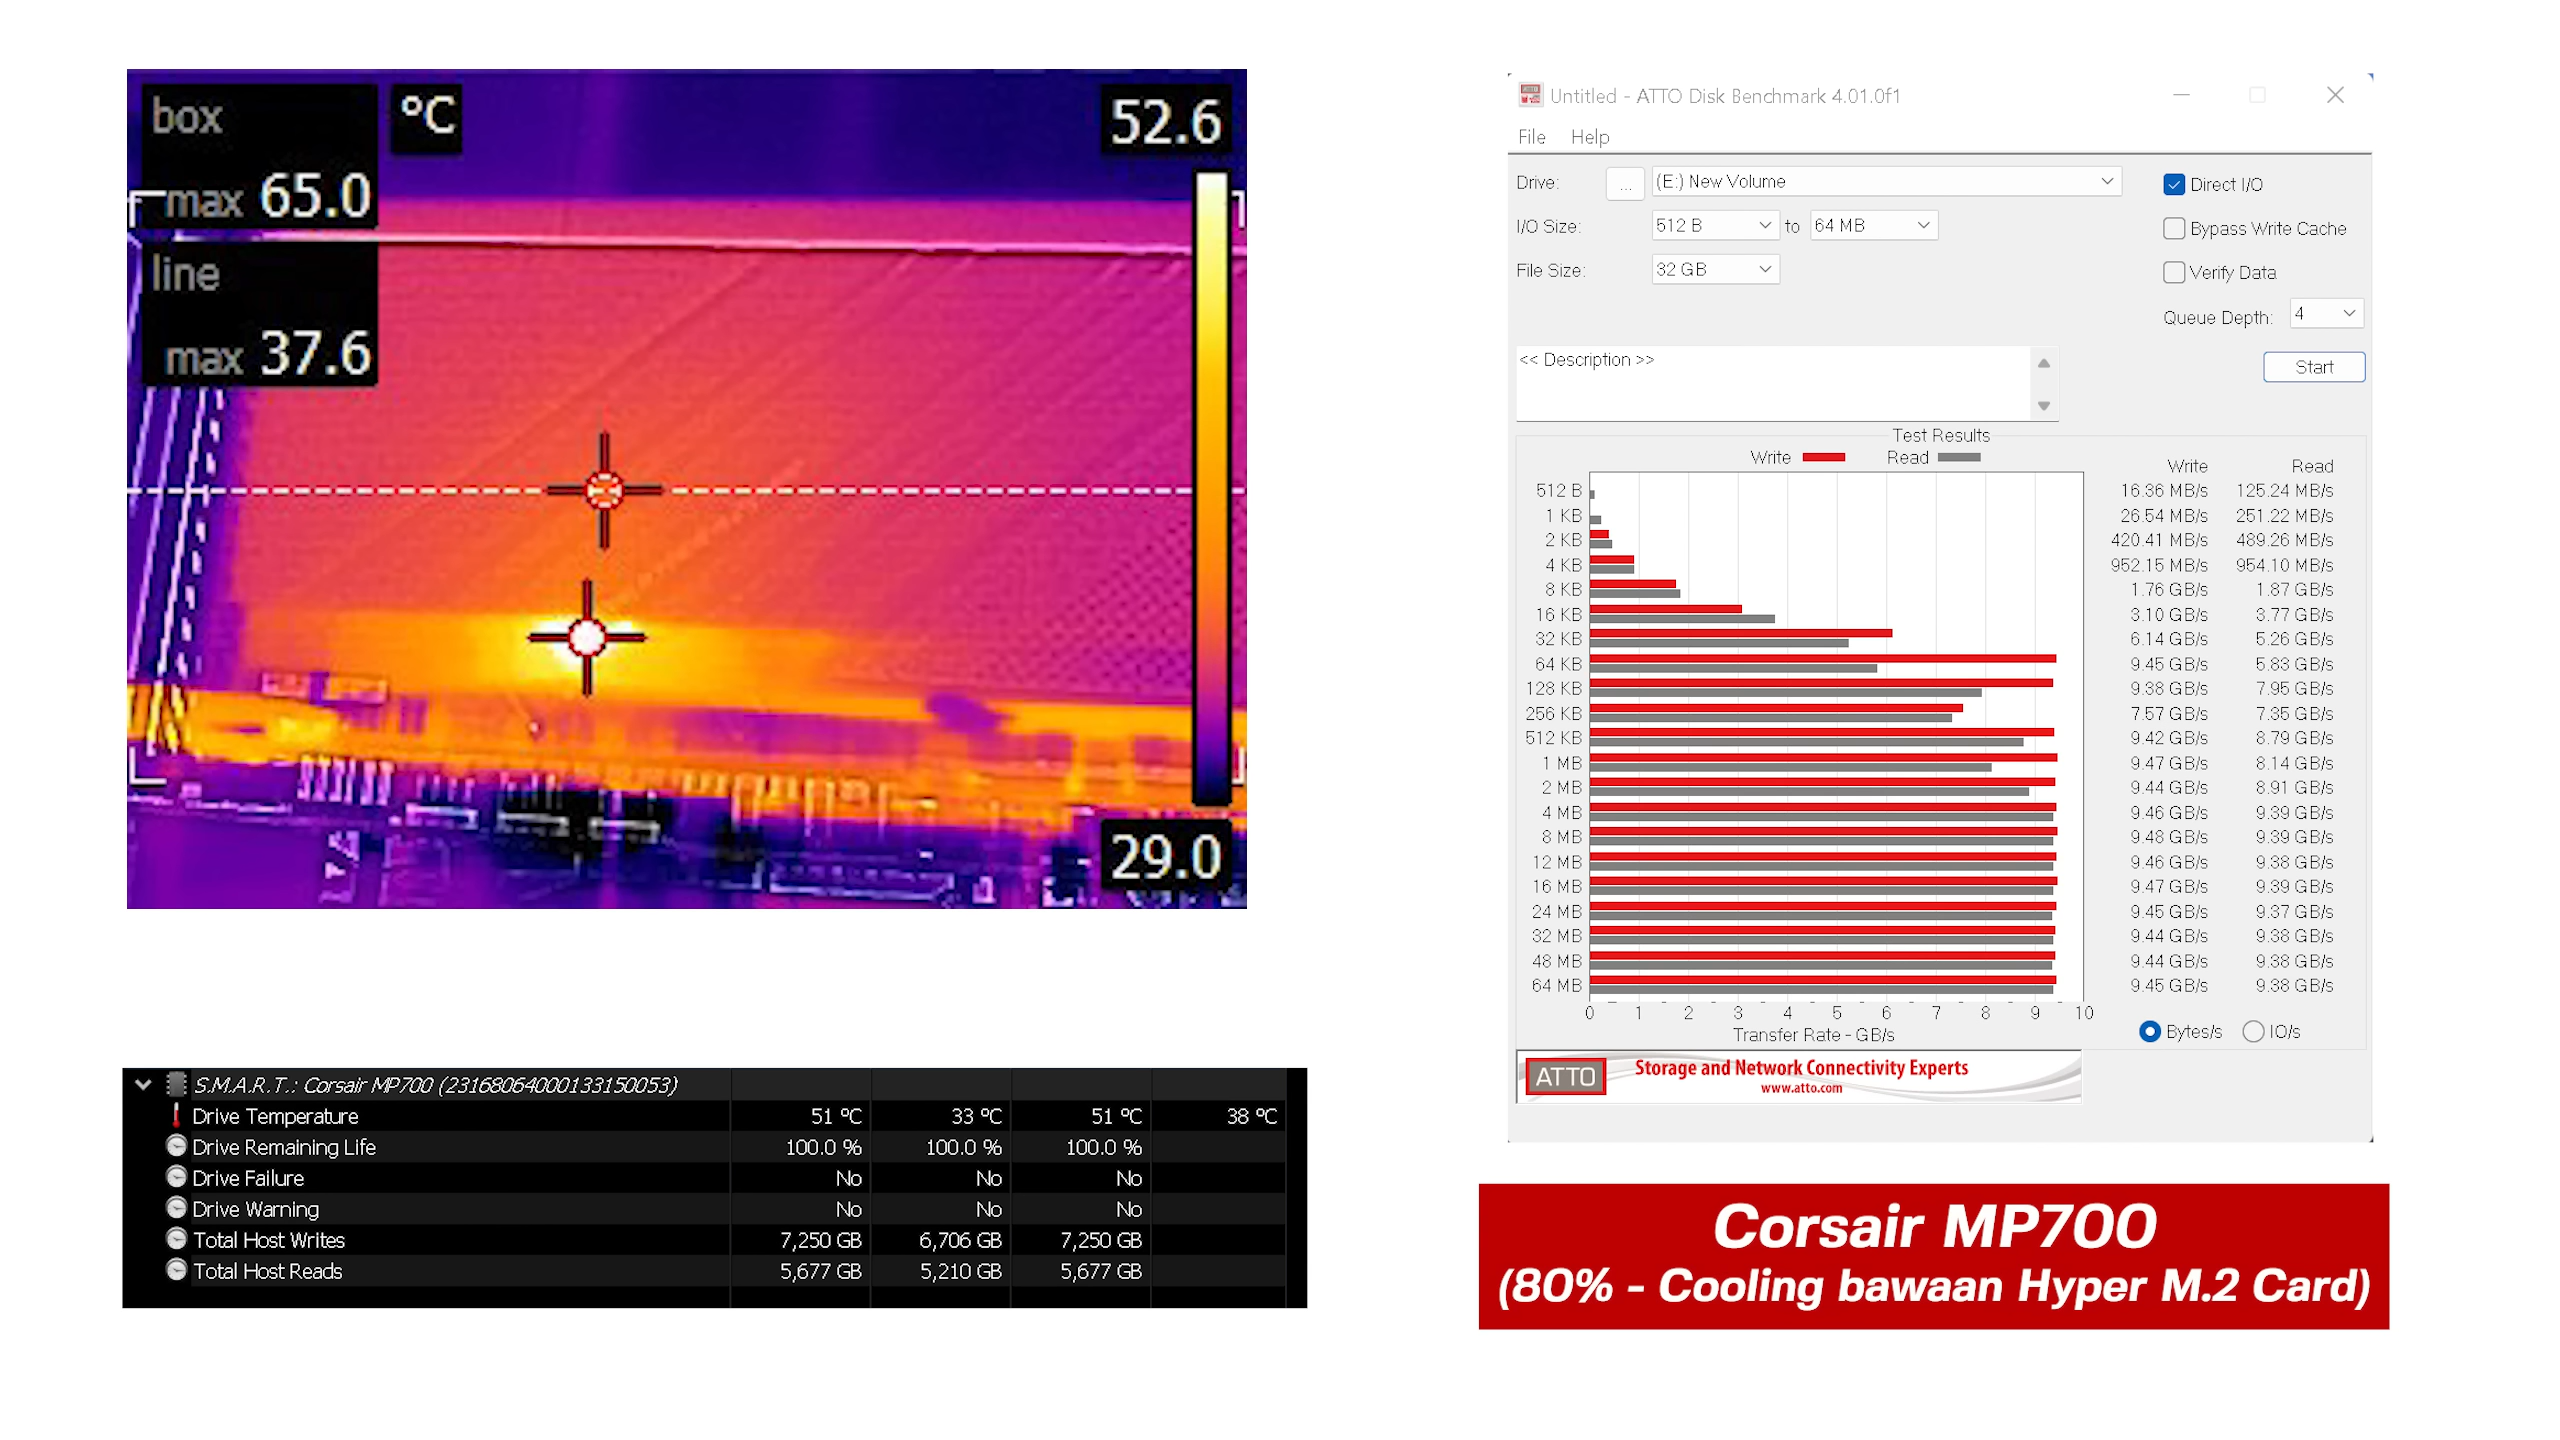 box
°C
52.6
max 65.0
line
max 37.6
29.0
S.M.A.R.T.: Corsair MP700 (23168064000133150053)
Drive Temperature 51 °C 33 °C 51 °C 38 °C
Drive Remaining Life 100.0 % 100.0 % 100.0 %
Drive Failure No No No
Drive Warning No No No
Total Host Writes 7,250 GB 6,706 GB 7,250 GB
Total Host Reads 5,677 GB 5,210 GB 5,677 GB
Untitled - ATTO Disk Benchmark 4.01.0f1
File Help
Drive: ... (E:) New Volume
Direct I/O
I/O Size: 512 B to 64 MB
Bypass Write Cache
File Size: 32 GB
Verify Data
Queue Depth: 4
<< Description >>
Start
Test Results
Write Read
Write Read
512 B 16.36 MB/s 125.24 MB/s
1 KB 26.54 MB/s 251.22 MB/s
2 KB 420.41 MB/s 489.26 MB/s
4 KB 952.15 MB/s 954.10 MB/s
8 KB 1.76 GB/s 1.87 GB/s
16 KB 3.10 GB/s 3.77 GB/s
32 KB 6.14 GB/s 5.26 GB/s
64 KB 9.45 GB/s 5.83 GB/s
128 KB 9.38 GB/s 7.95 GB/s
256 KB 7.57 GB/s 7.35 GB/s
512 KB 9.42 GB/s 8.79 GB/s
1 MB 9.47 GB/s 8.14 GB/s
2 MB 9.44 GB/s 8.91 GB/s
4 MB 9.46 GB/s 9.39 GB/s
8 MB 9.48 GB/s 9.39 GB/s
12 MB 9.46 GB/s 9.38 GB/s
16 MB 9.47 GB/s 9.39 GB/s
24 MB 9.45 GB/s 9.37 GB/s
32 MB 9.44 GB/s 9.38 GB/s
48 MB 9.44 GB/s 9.38 GB/s
64 MB 9.45 GB/s 9.38 GB/s
0 1 2 3 4 5 6 7 8 9 10
Transfer Rate - GB/s
Bytes/s IO/s
ATTO
Storage and Network Connectivity Experts
www.atto.com
Corsair MP700
(80% - Cooling bawaan Hyper M.2 Card)